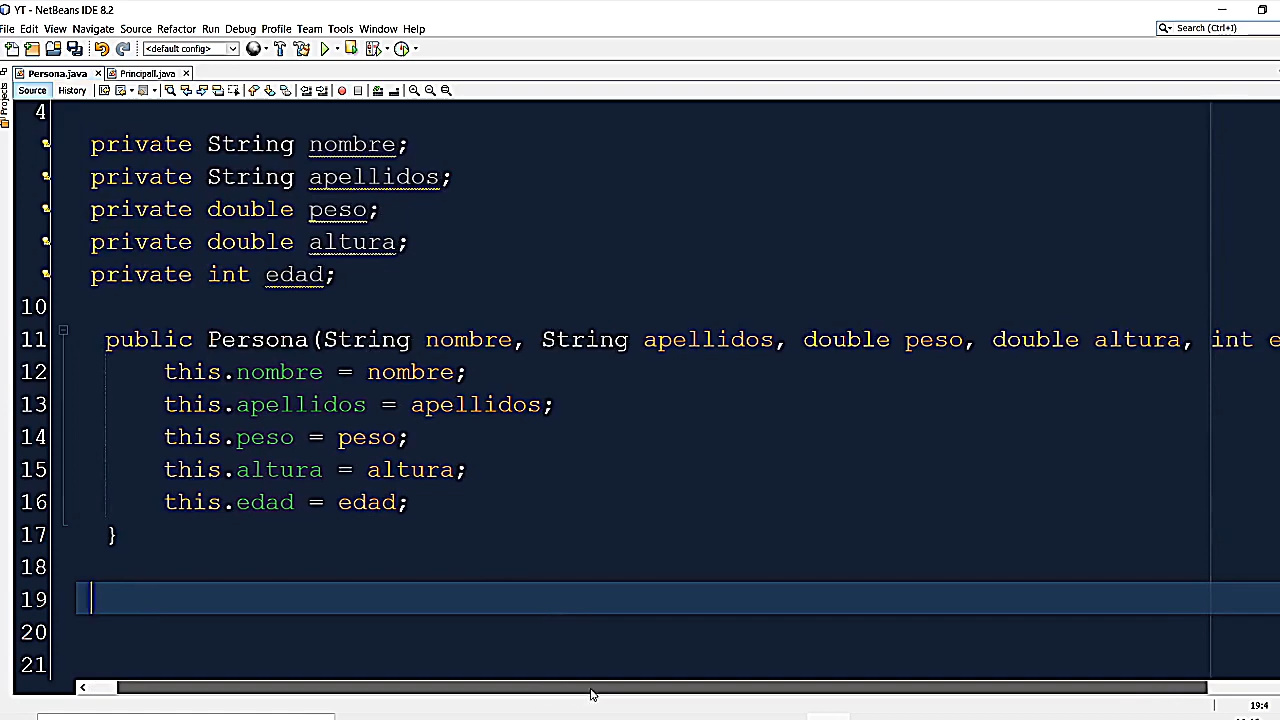 YT - NetBeans IDE 8.2
File Edit View Navigate Source Refactor Run Debug Profile Team Tools Window Help
Search (Ctrl+I)
<default config>
Persona.java
Principall.java
Source History
Projects
4
private String nombre;
private String apellidos;
private double peso;
private double altura;
private int edad;
10
11 public Persona(String nombre, String apellidos, double peso, double altura, int e
12 this.nombre = nombre;
13 this.apellidos = apellidos;
14 this.peso = peso;
15 this.altura = altura;
16 this.edad = edad;
17 }
18
19
20
21
19:4